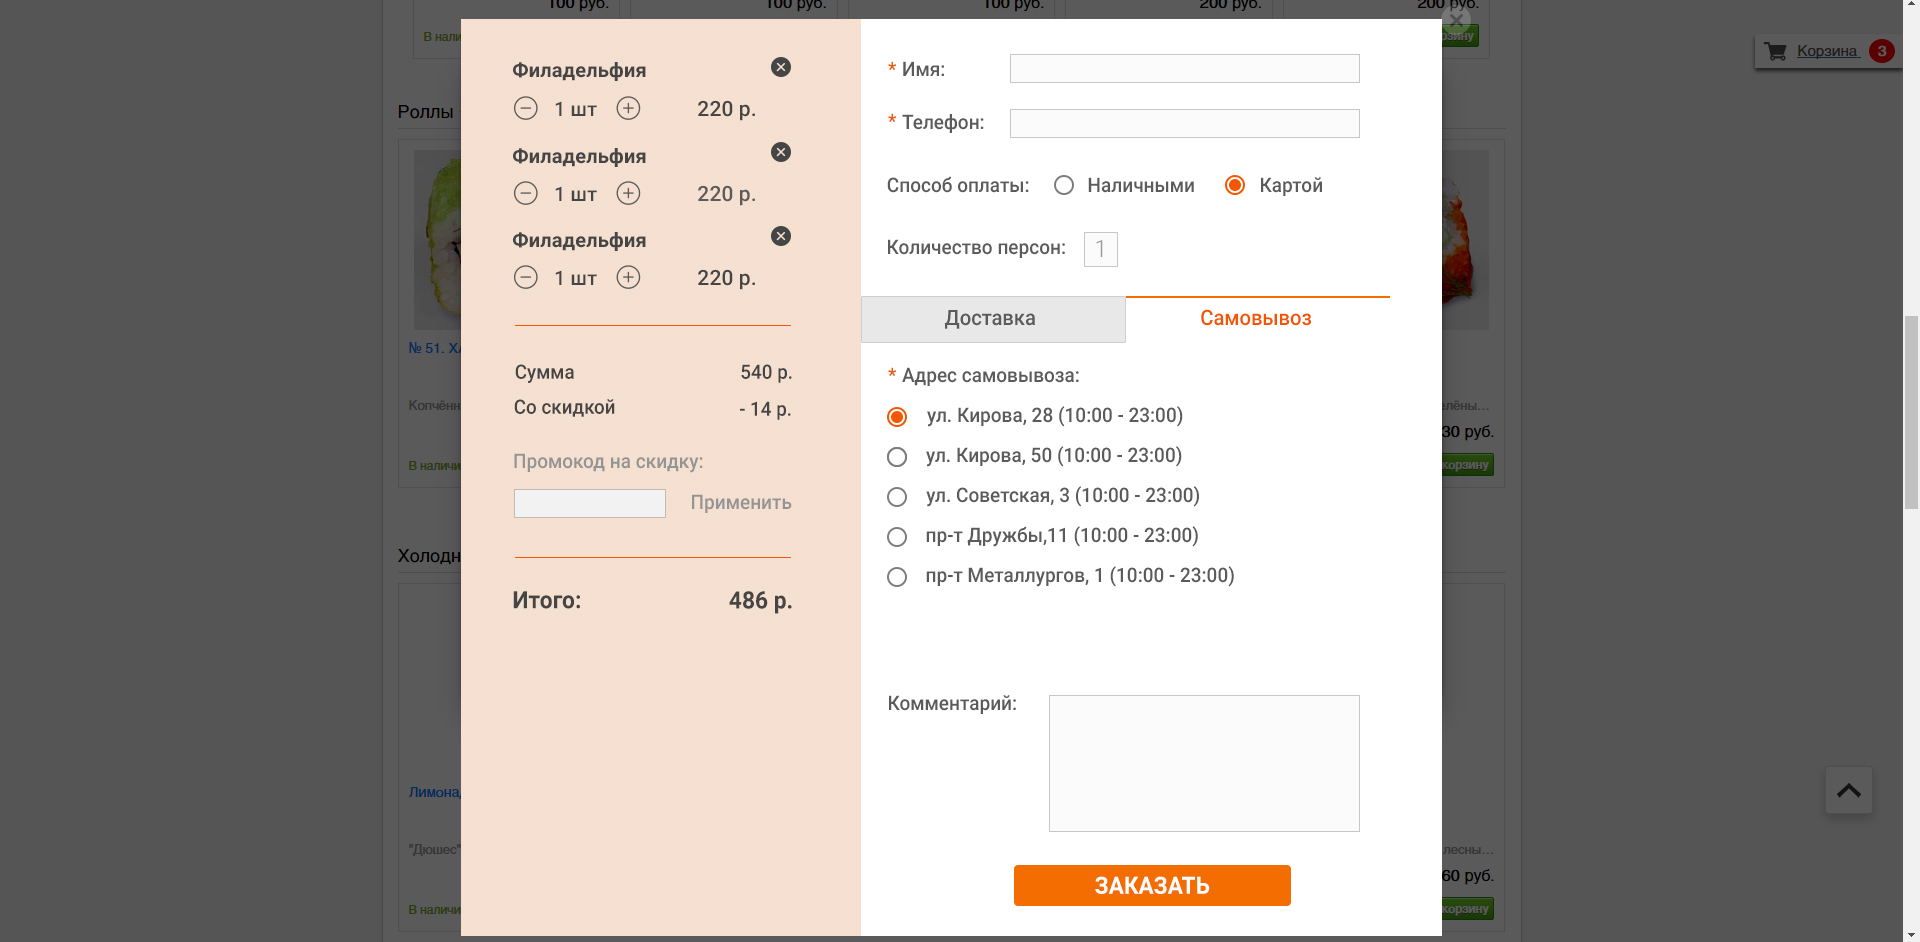 100 руб.
100 руб.
100 руб.
200 руб.
200 руб.
В нали
Корзина 3
Роллы
№ 51. Х
Копчённ
елёны...
30 руб.
В наличи
корзину
Холодн
Лимонад
"Дюшес"
лесны...
60 руб.
В наличи
корзину
Филадельфия
1 шт 220 р.
Филадельфия
1 шт 220 р.
Филадельфия
1 шт 220 р.
Сумма 540 р.
Со скидкой - 14 р.
Промокод на скидку:
Применить
Итого: 486 р.
* Имя:
* Телефон:
Способ оплаты: Наличными Картой
Количество персон: 1
Доставка Самовывоз
* Адрес самовывоза:
ул. Кирова, 28 (10:00 - 23:00)
ул. Кирова, 50 (10:00 - 23:00)
ул. Советская, 3 (10:00 - 23:00)
пр-т Дружбы,11 (10:00 - 23:00)
пр-т Металлургов, 1 (10:00 - 23:00)
Комментарий:
ЗАКАЗАТЬ